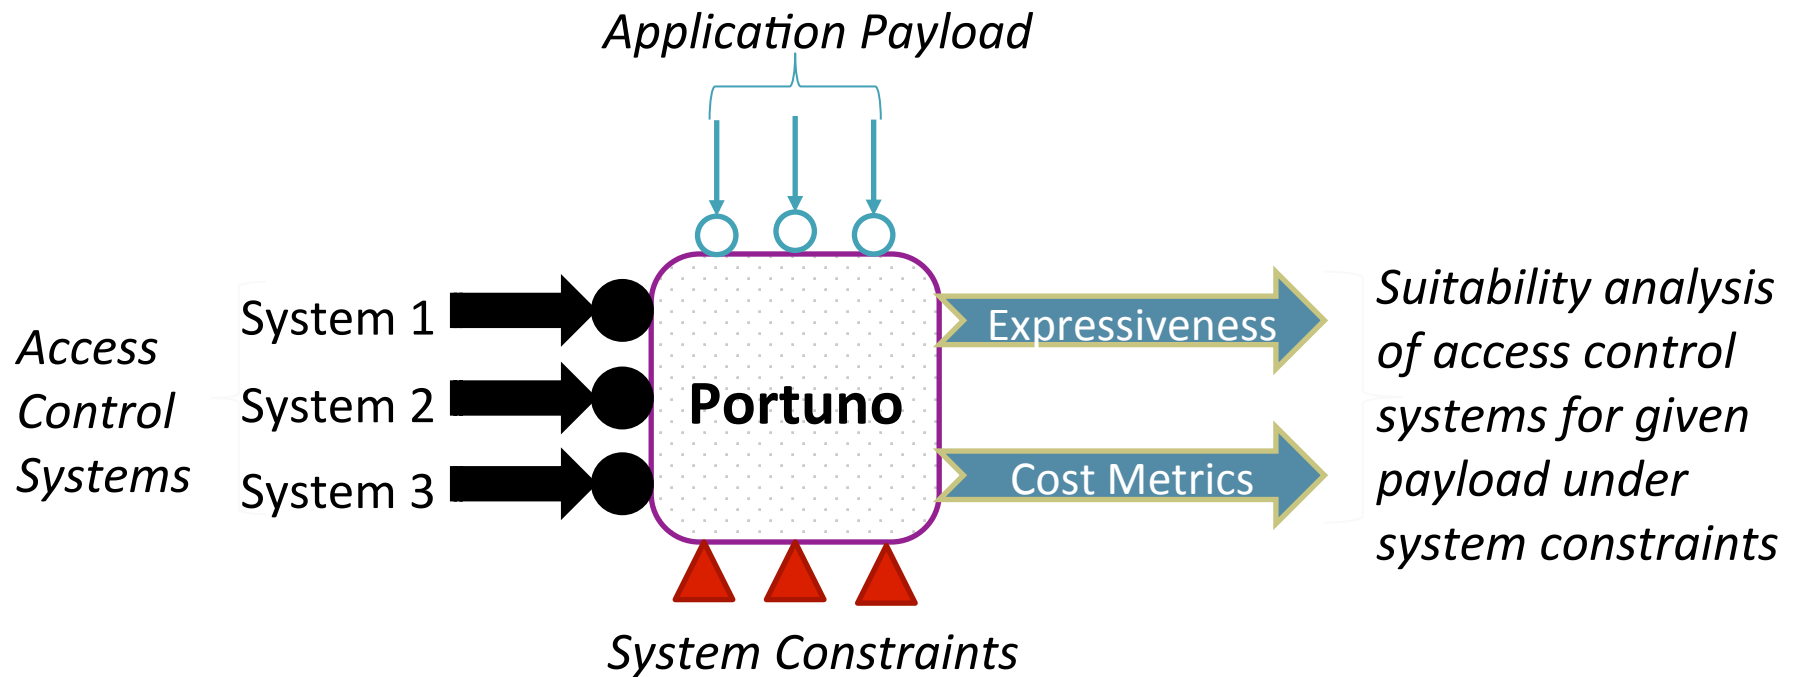 Application Payload
Access
Control
Systems
System 1
System 2
System 3
Portuno
Expressiveness
Cost Metrics
Suitability analysis
of access control
systems for given
payload under
system constraints
System Constraints